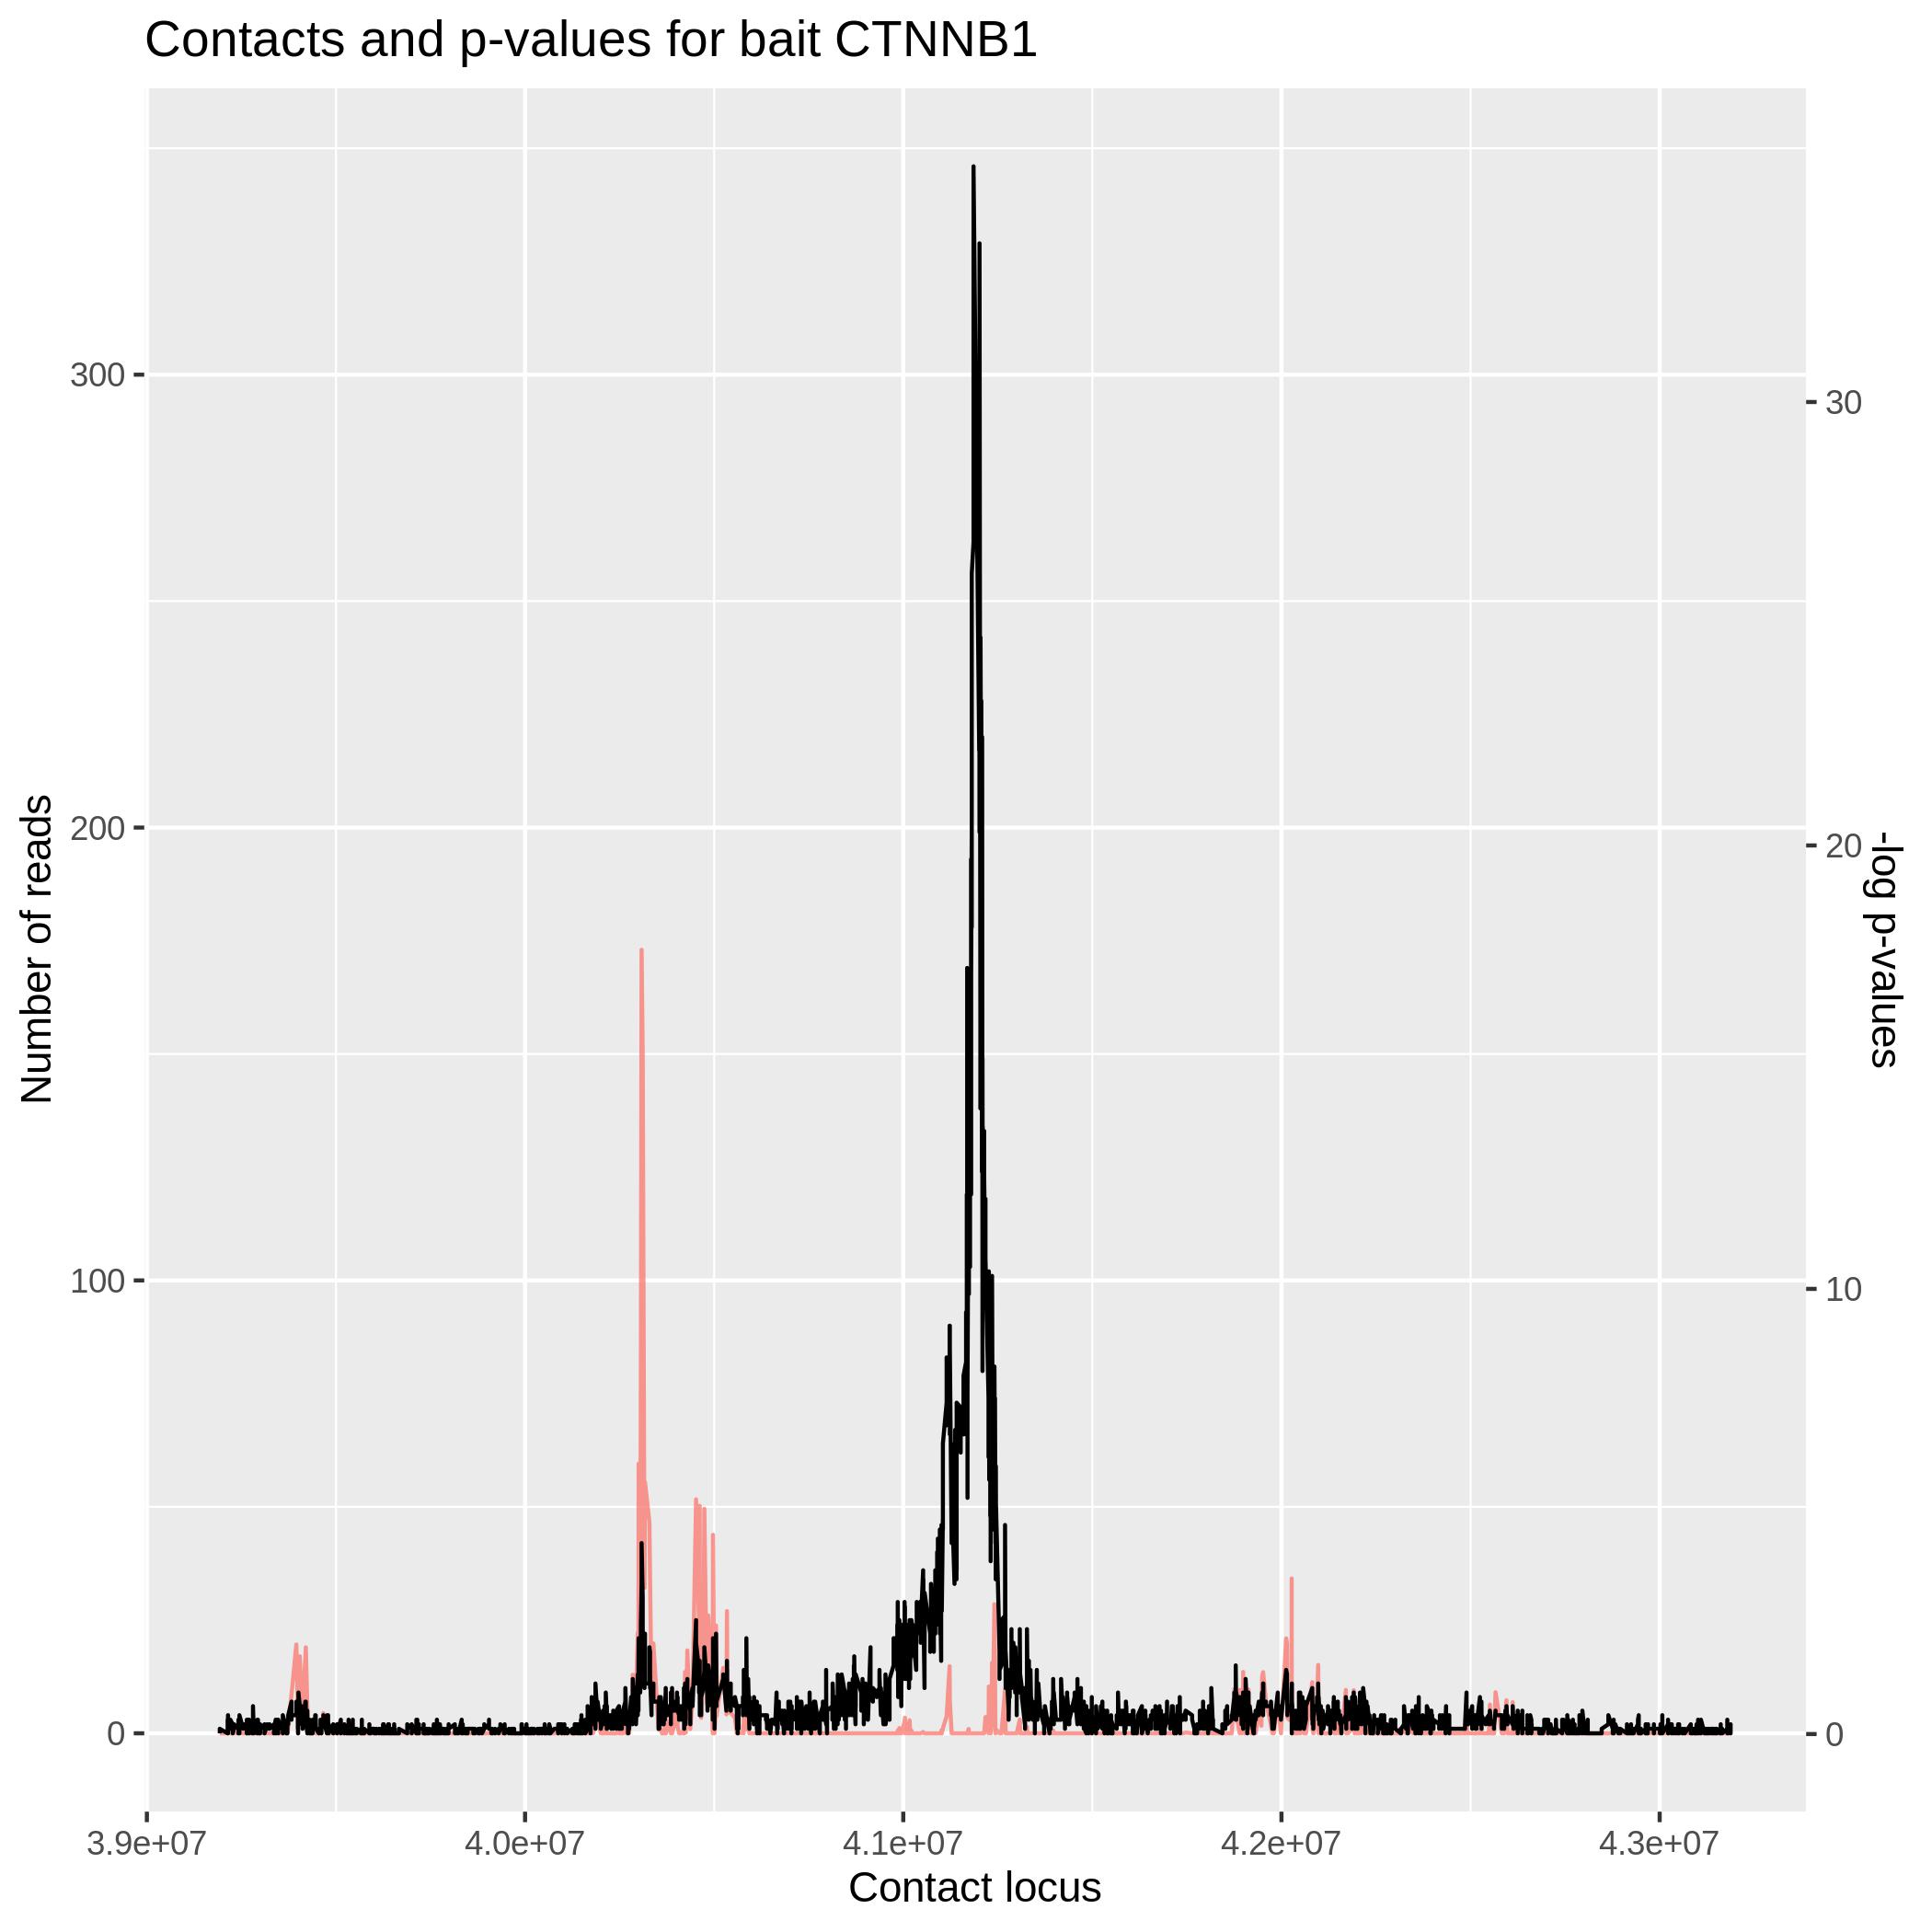 Contacts and p-values for bait CTNNB1
Number of reads
300
200
100
0
30
20
10
0
-log p-values
3.9e+07 4.0e+07 4.1e+07 4.2e+07 4.3e+07
Contact locus